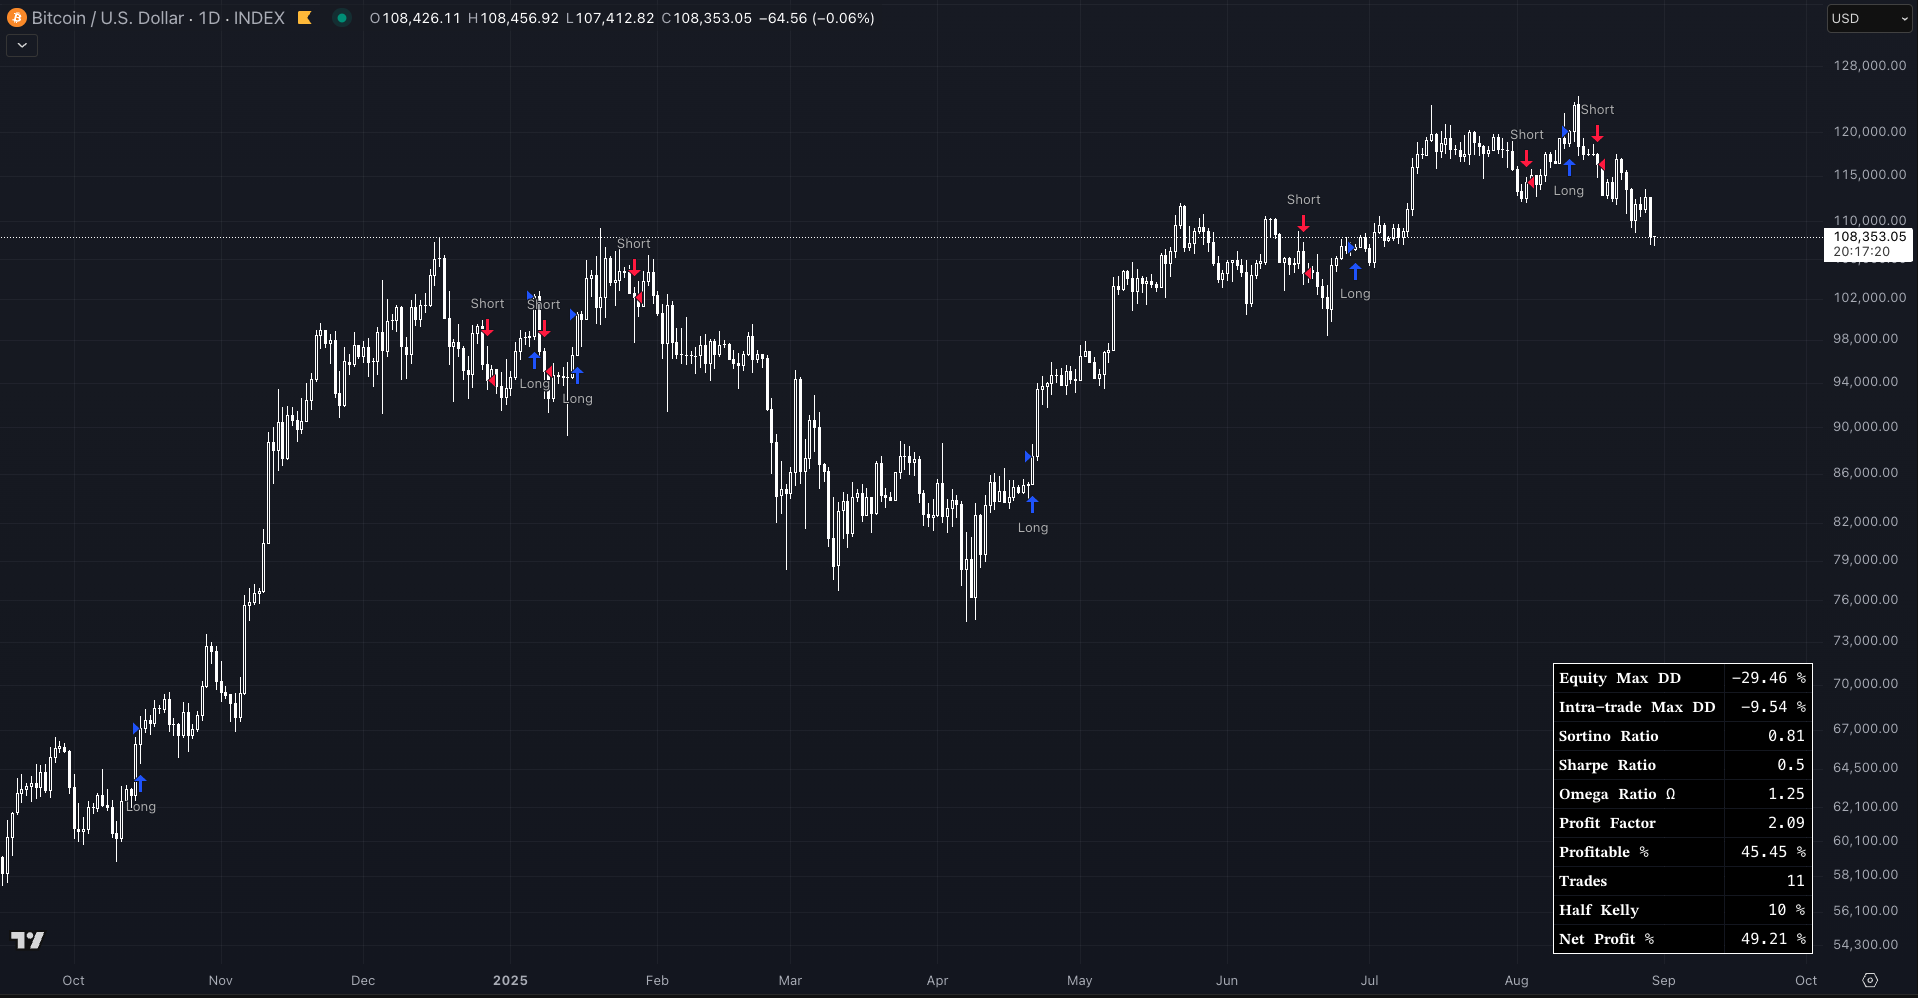 Bitcoin / U.S. Dollar · 1D · INDEX O108,426.11 H108,456.92 L107,412.82 C108,353.05 −64.56 (−0.06%)
USD
128,000.00
Short
120,000.00
Short
115,000.00
Long
Short
110,000.00
108,353.05
20:17:20
Short
Long
102,000.00
Short
Short
98,000.00
Long
94,000.00
Long
90,000.00
86,000.00
82,000.00
Long
79,000.00
76,000.00
73,000.00
70,000.00
67,000.00
64,500.00
Long
62,100.00
60,100.00
58,100.00
56,100.00
54,300.00
Equity Max DD −29.46 %
Intra−trade Max DD −9.54 %
Sortino Ratio 0.81
Sharpe Ratio 0.5
Omega Ratio Ω 1.25
Profit Factor 2.09
Profitable % 45.45 %
Trades 11
Half Kelly 10 %
Net Profit % 49.21 %
Oct Nov Dec 2025 Feb Mar Apr May Jun Jul Aug Sep Oct